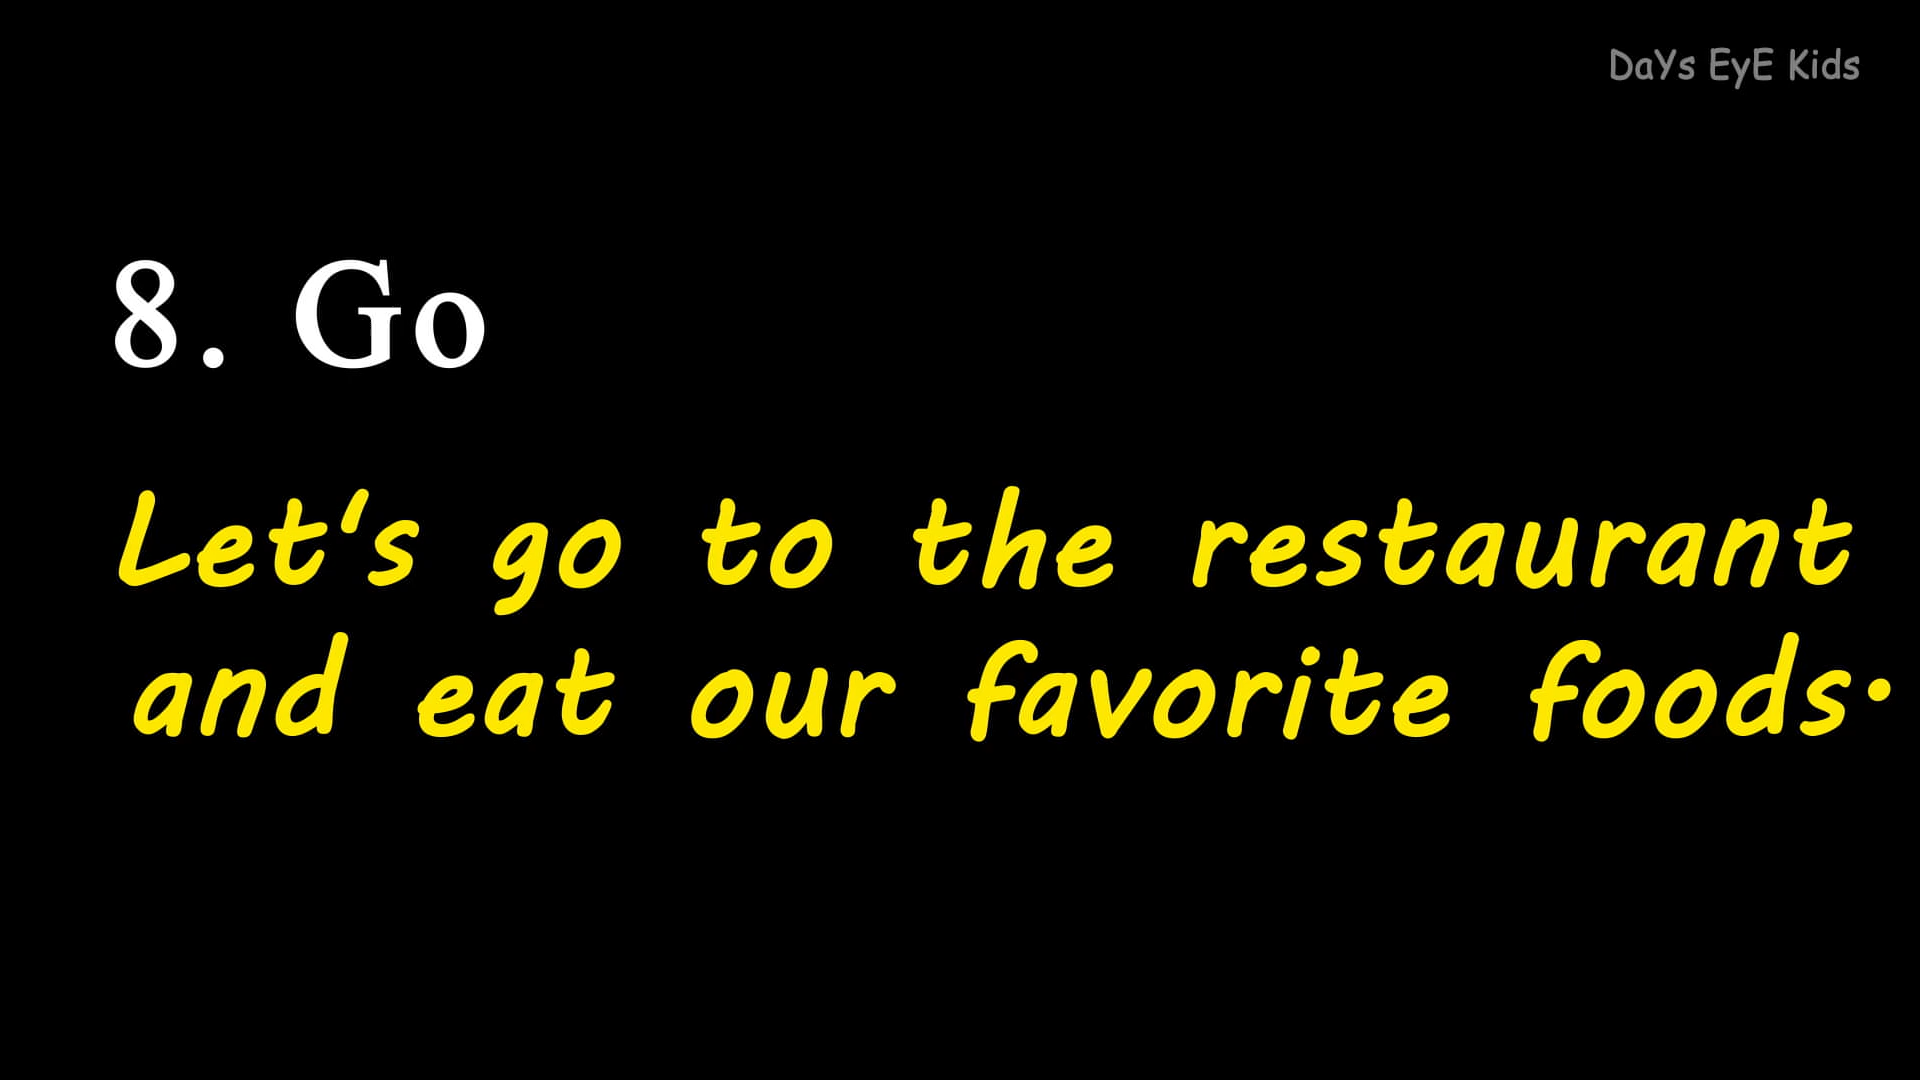 DaYs EyE Kids
8. Go
Let's go to the restaurant
and eat our favorite foods.